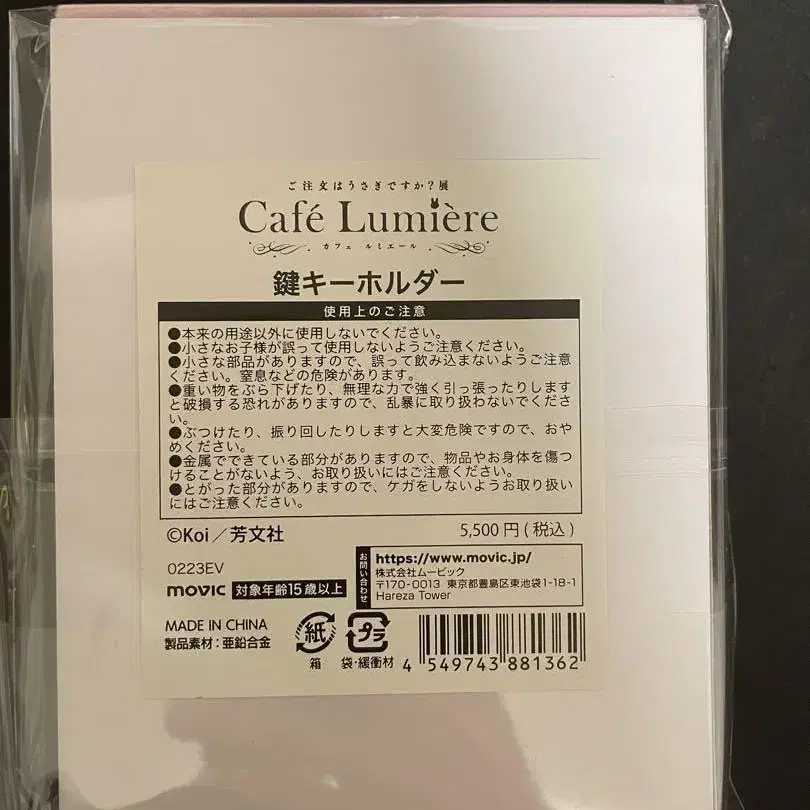 ご注文はうさぎですか?展
Café Lumière
カフェ ルミエール
鍵キーホルダー
使用上のご注意
●本来の用途以外に使用しないでください。
●小さなお子様が誤って使用しないようご注意ください。
●小さな部品がありますので、誤って飲み込まないようご注意
ください。窒息などの危険があります。
●重い物をぶら下げたり、無理な力で強く引っ張ったりします
と破損する恐れがありますので、乱暴に取り扱わないでくださ
い。
●ぶつけたり、振り回したりしますと大変危険ですので、おや
めください。
●金属でできている部分がありますので、物品やお身体を傷つ
けることがないよう、お取り扱いにはご注意ください。
●とがった部分がありますので、ケガをしないようお取り扱い
にはご注意ください。
©Koi／芳文社
5,500円(税込)
0223EV
movic 対象年齢15歳以上
お問い合わせ
https://www.movic.jp/
株式会社ムービック
〒170-0013 東京都豊島区東池袋1-18-1
Hareza Tower
MADE IN CHINA
製品素材：亜鉛合金
紙
箱
プラ
袋・緩衝材
4 549743 881362